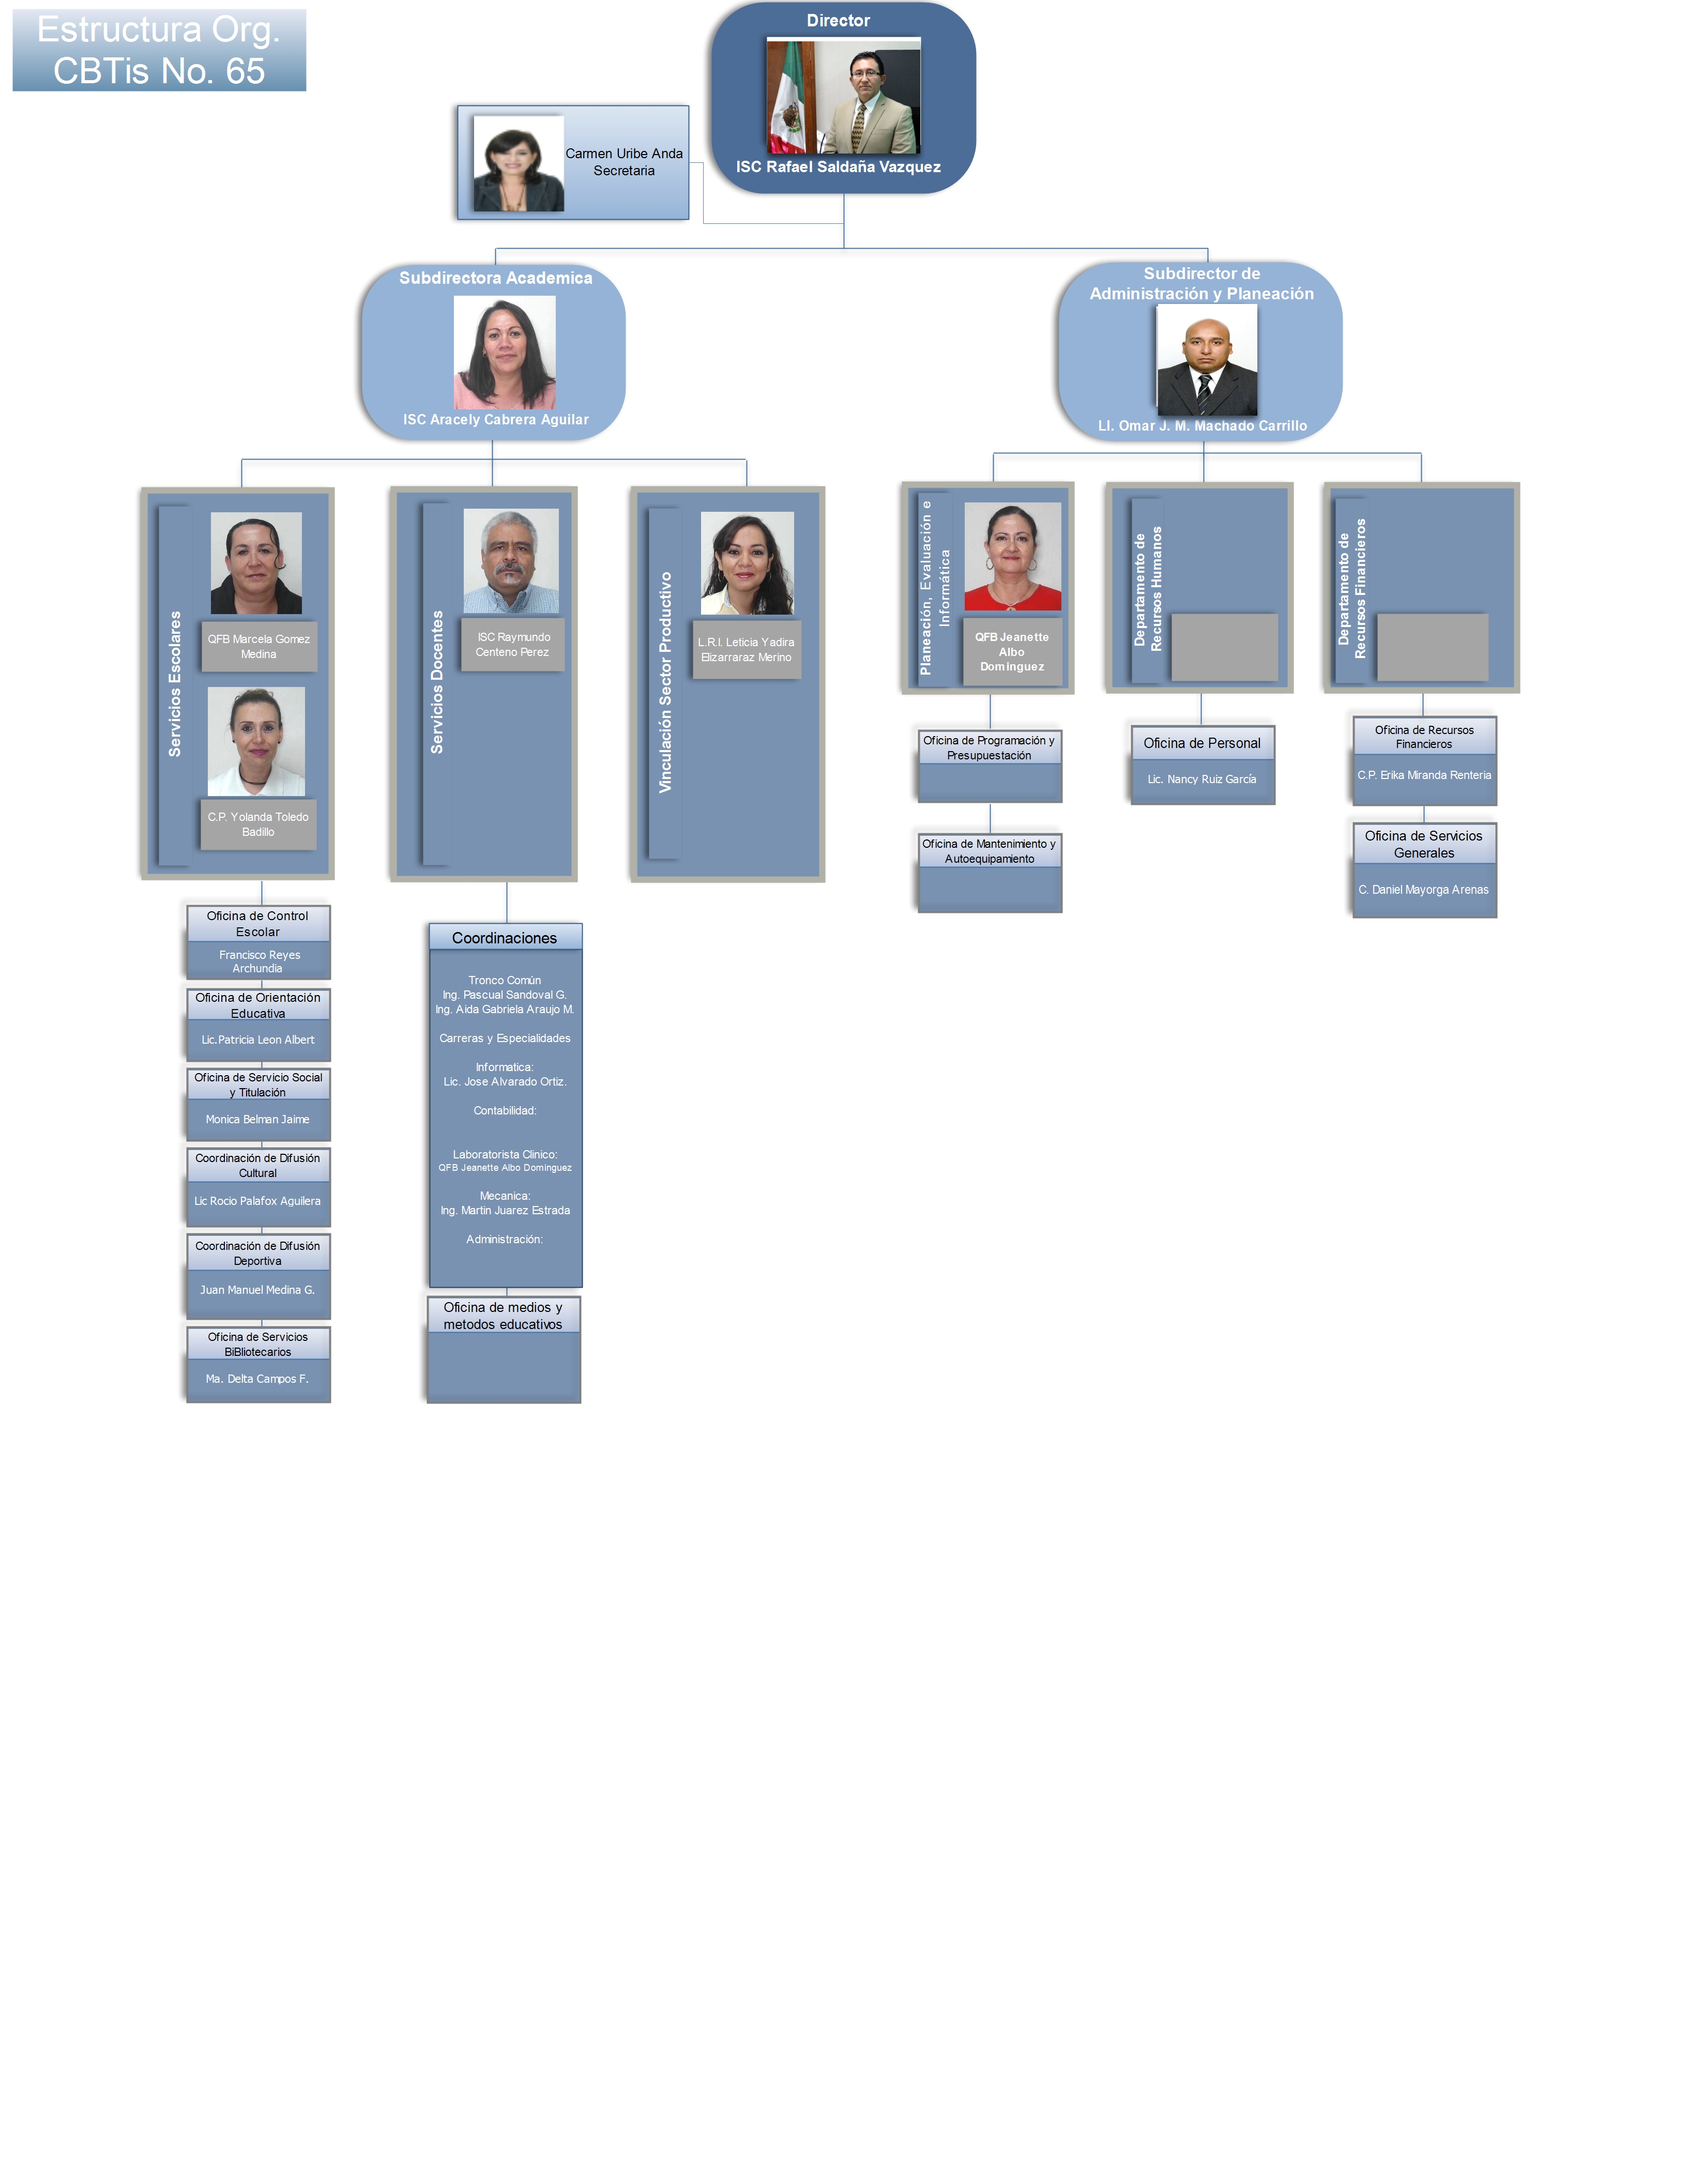 Estructura Org.
CBTis No. 65
Director
ISC Rafael Saldaña Vazquez
Carmen Uribe Anda
Secretaria
Subdirectora Academica
ISC Aracely Cabrera Aguilar
Subdirector de
Administración y Planeación
LI. Omar J. M. Machado Carrillo
Servicios Escolares
QFB Marcela Gomez
Medina
C.P. Yolanda Toledo
Badillo
Servicios Docentes
ISC Raymundo
Centeno Perez
Vinculación Sector Productivo
L.R.I. Leticia Yadira
Elizarraraz Merino
Planeación, Evaluación e
Informática
QFB Jeanette
Albo
Dominguez
Departamento de
Recursos Humanos
Departamento de
Recursos Financieros
Oficina de Programación y
Presupuestación
Oficina de Mantenimiento y
Autoequipamiento
Oficina de Personal
Lic. Nancy Ruiz García
Oficina de Recursos
Financieros
C.P. Erika Miranda Renteria
Oficina de Servicios
Generales
C. Daniel Mayorga Arenas
Oficina de Control
Escolar
Francisco Reyes
Archundia
Oficina de Orientación
Educativa
Lic.Patricia Leon Albert
Oficina de Servicio Social
y Titulación
Monica Belman Jaime
Coordinación de Difusión
Cultural
Lic Rocio Palafox Aguilera
Coordinación de Difusión
Deportiva
Juan Manuel Medina G.
Oficina de Servicios
BiBliotecarios
Ma. Delta Campos F.
Coordinaciones
Tronco Común
Ing. Pascual Sandoval G.
Ing. Aida Gabriela Araujo M.
Carreras y Especialidades
Informatica:
Lic. Jose Alvarado Ortiz.
Contabilidad:
Laboratorista Clinico:
QFB Jeanette Albo Dominguez
Mecanica:
Ing. Martin Juarez Estrada
Administración:
Oficina de medios y
metodos educativos